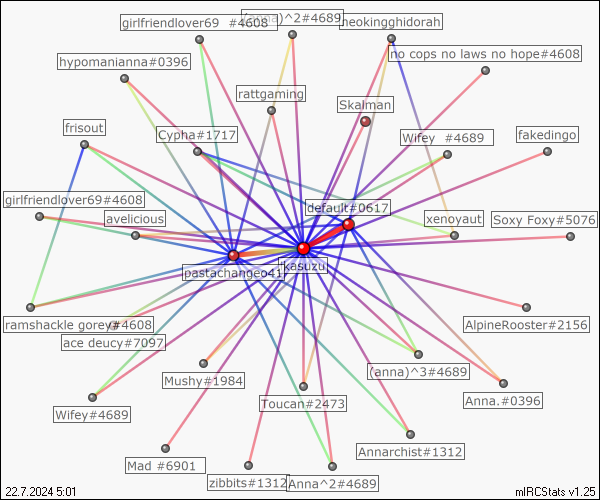 girlfriendlover69 #4608
(anna)^2#4689
neokingghidorah
no cops no laws no hope#4608
hypomanianna#0396
rattgaming
Skalman
frisout
Cypha#1717
Wifey #4689
fakedingo
girlfriendlover69#4608
avelicious
default#0617
xenoyaut
Soxy Foxy#5076
pastachangeo41
kasuzu
ramshackle gorey#4608
ace deucy#7097
AlpineRooster#2156
Mushy#1984
(anna)^3#4689
Wifey#4689
Toucan#2473
Anna.#0396
Annarchist#1312
Mad #6901
zibbits#1312
Anna^2#4689
22.7.2024 5:01
mIRCStats v1.25